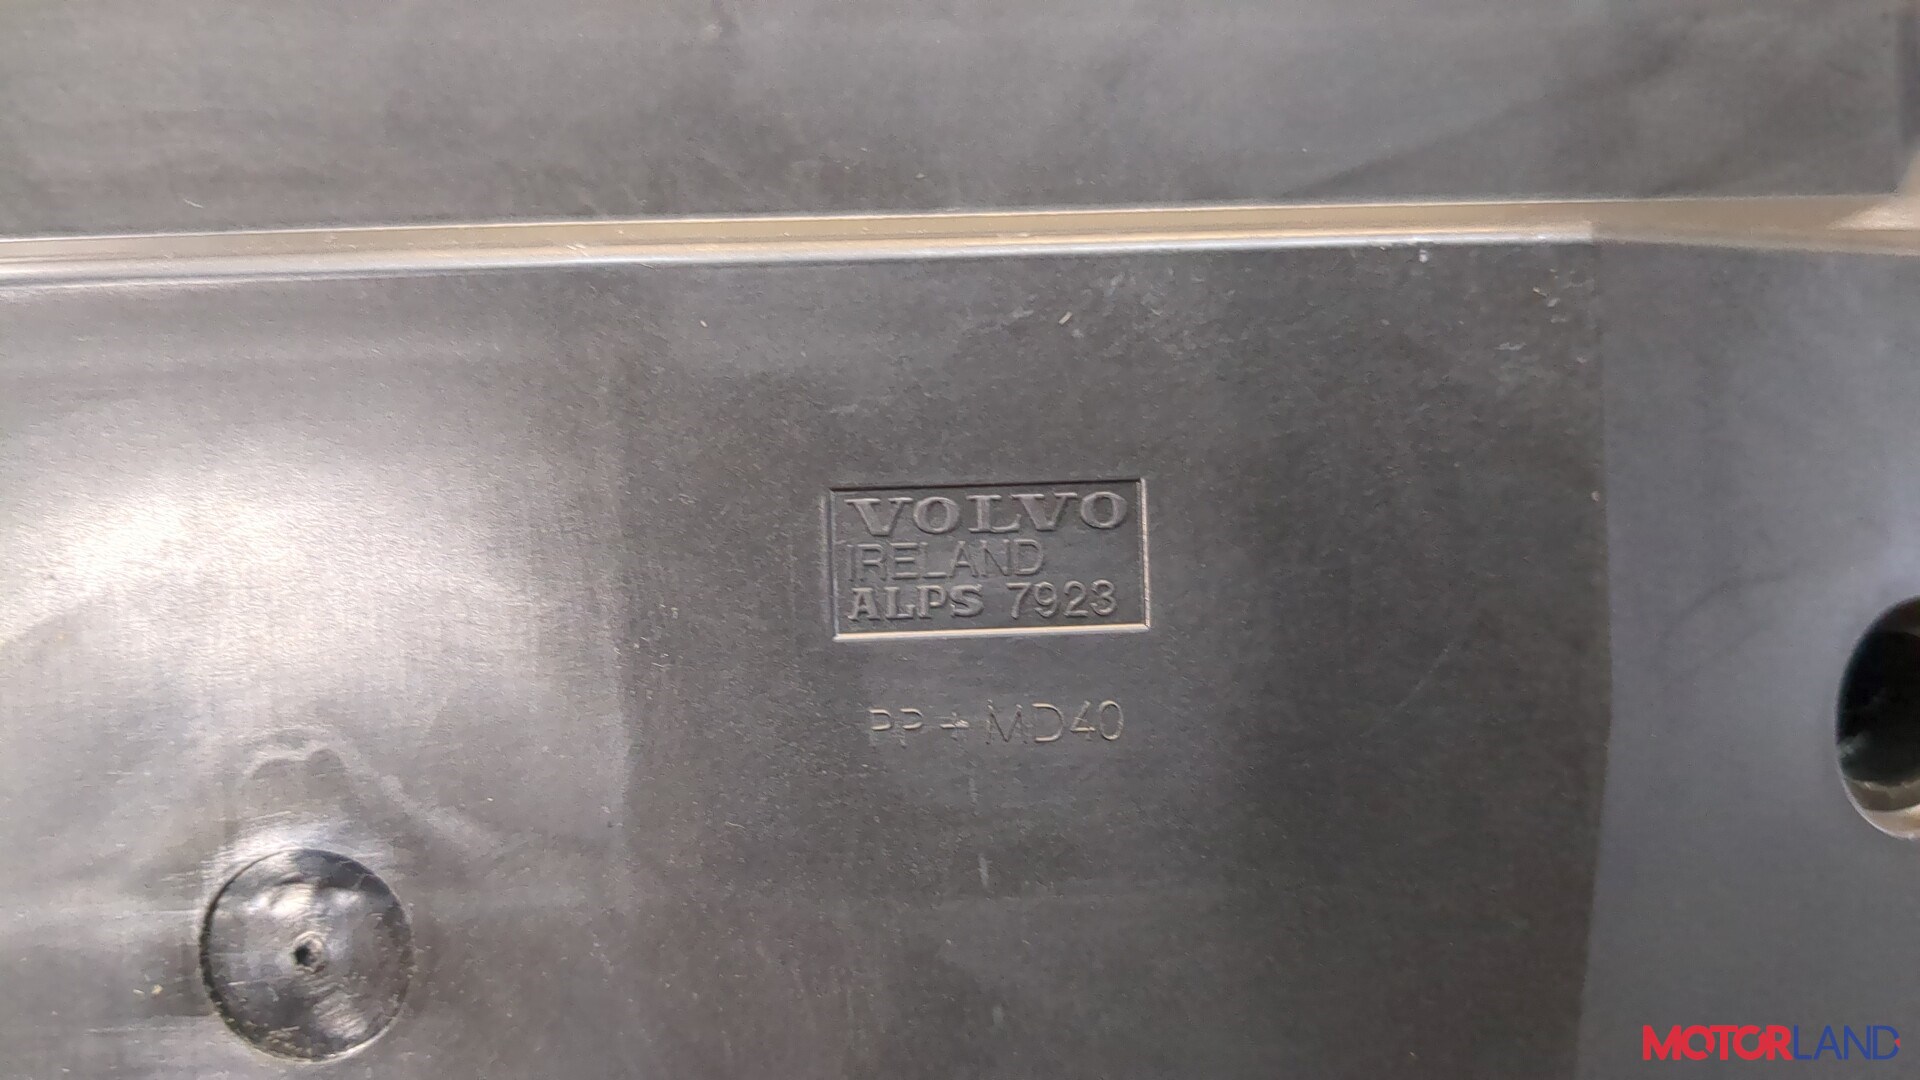 VOLVO
IRELAND
ALPS 7923
PP+MD40
MOTORLAND